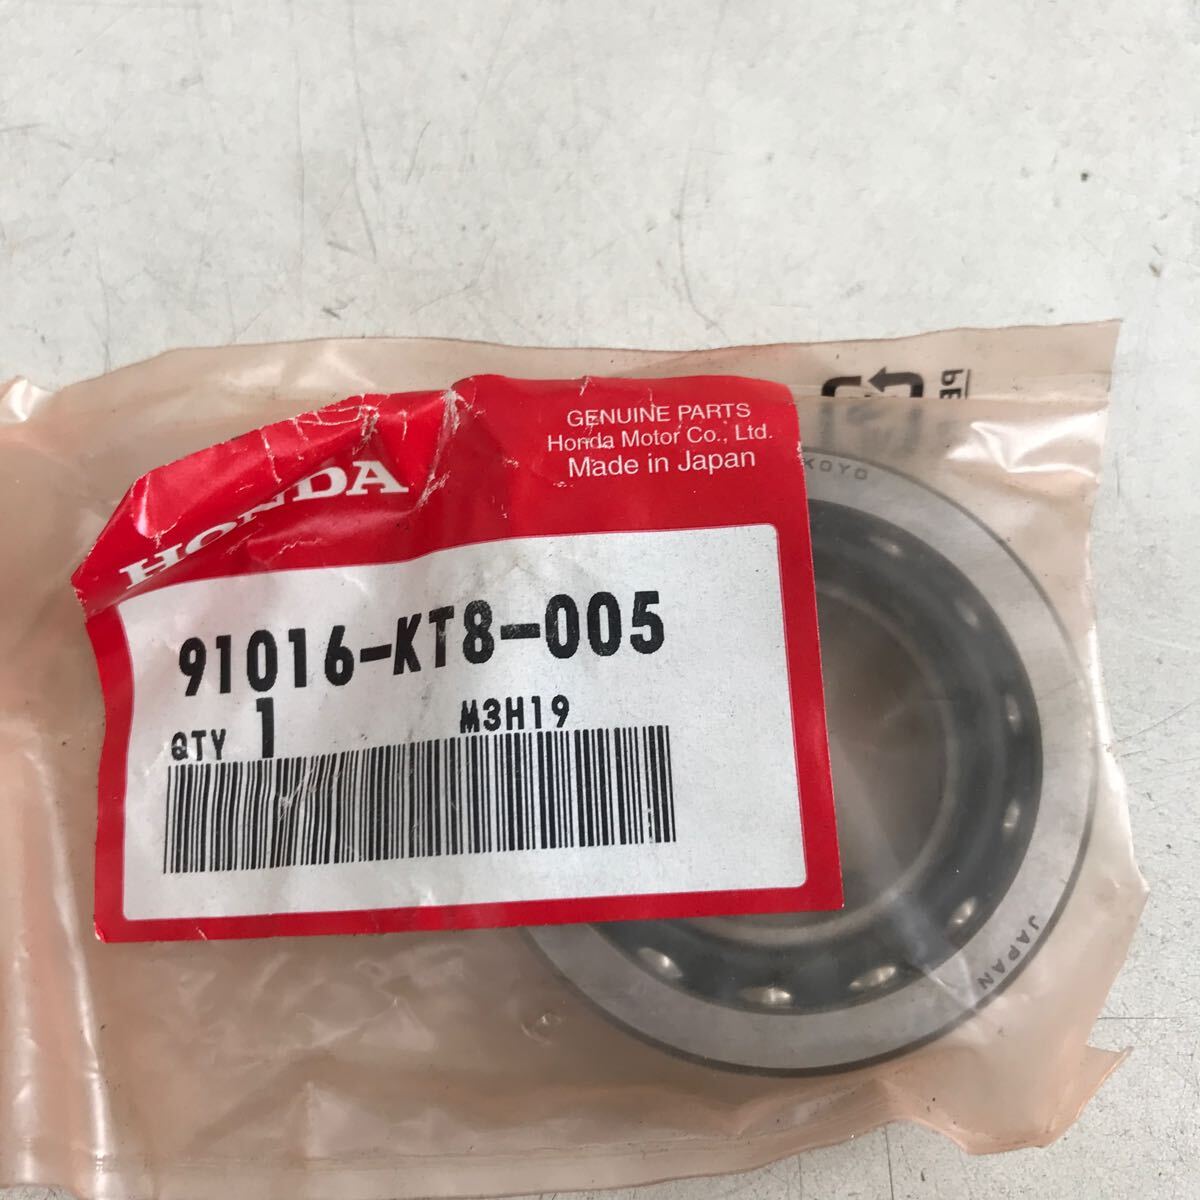 GENUINE PARTS
Honda Motor Co., Ltd.
Made in Japan
HONDA
91016-KT8-005
QTY 1
M3H19
KOYO
JAPAN